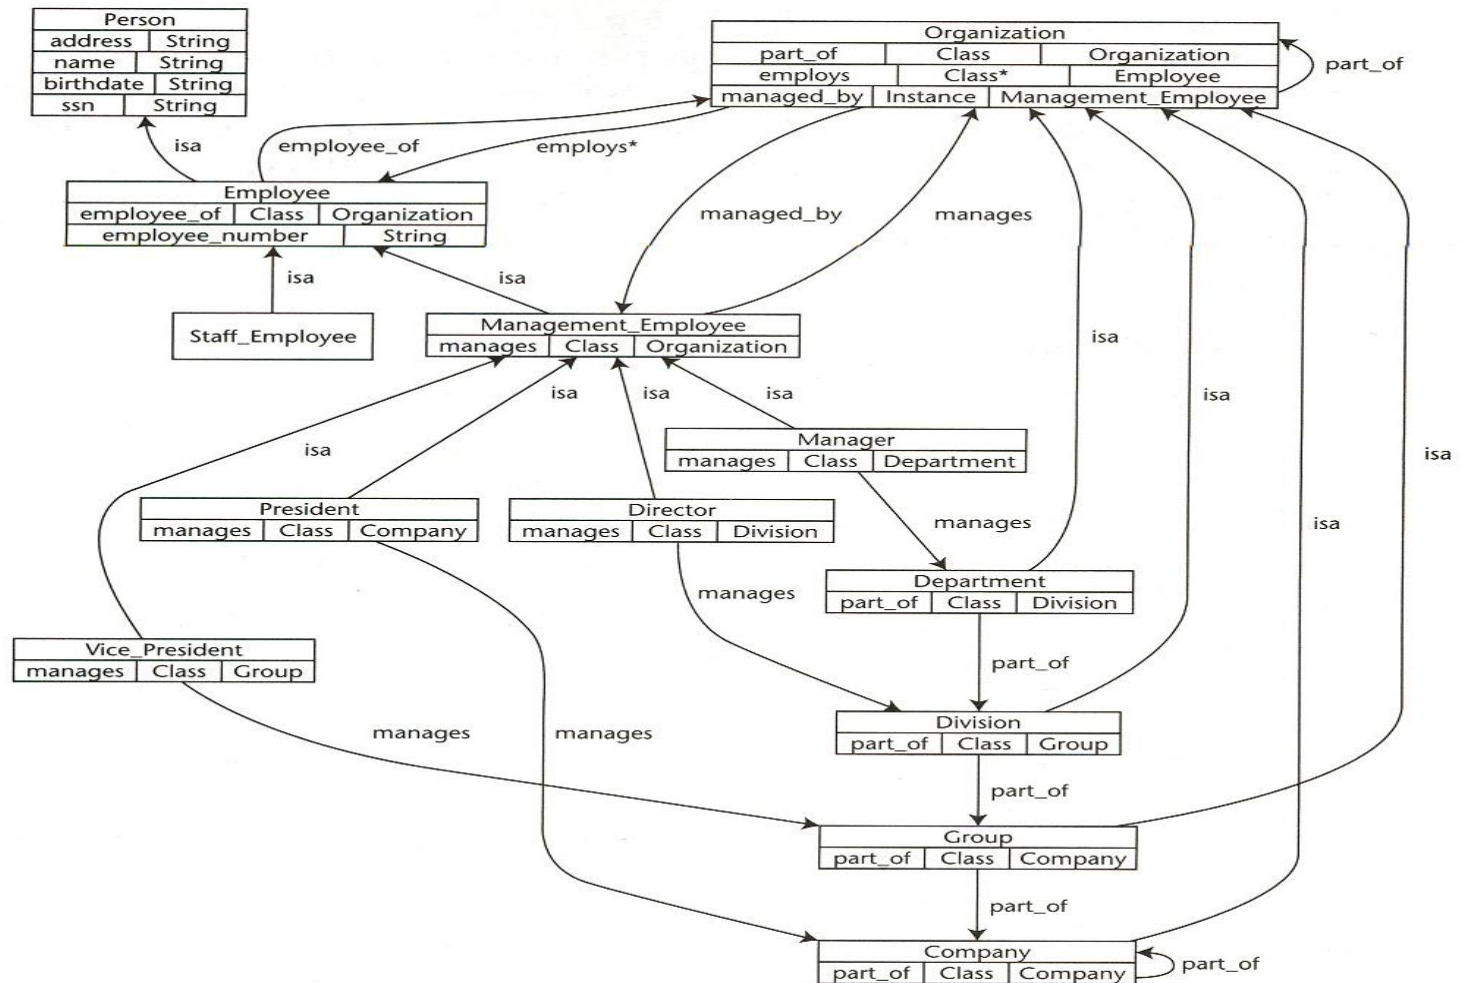 Person
address String
name String
birthdate String
ssn String
Organization
part_of Class Organization
employs Class* Employee
managed_by Instance Management_Employee
part_of
isa
employee_of
employs*
Employee
employee_of Class Organization
employee_number String
managed_by
manages
isa
isa
Staff_Employee
Management_Employee
manages Class Organization
isa
isa
isa
isa
isa
isa
isa
isa
Manager
manages Class Department
President
manages Class Company
Director
manages Class Division
manages
manages
Department
part_of Class Division
Vice_President
manages Class Group
part_of
manages
manages
Division
part_of Class Group
part_of
Group
part_of Class Company
part_of
Company
part_of Class Company
part_of